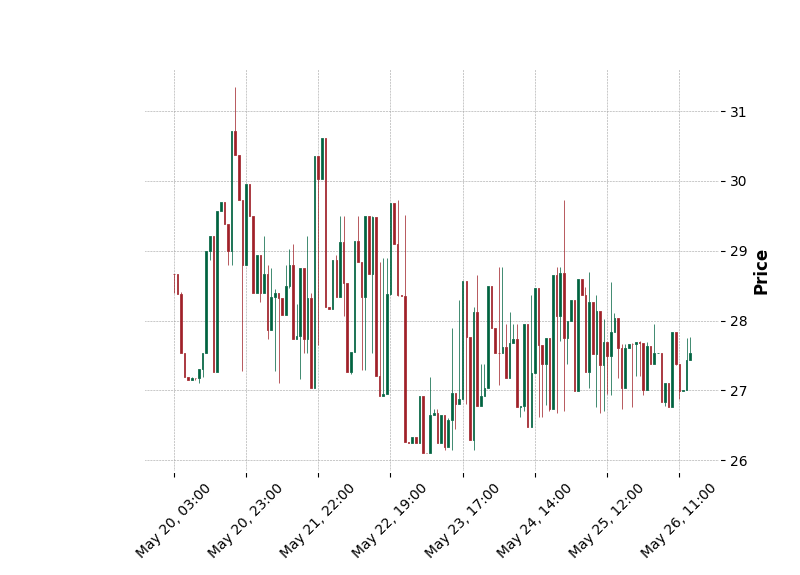 31
30
29
28
27
26
Price
May 20, 03:00
May 20, 23:00
May 21, 22:00
May 22, 19:00
May 23, 17:00
May 24, 14:00
May 25, 12:00
May 26, 11:00